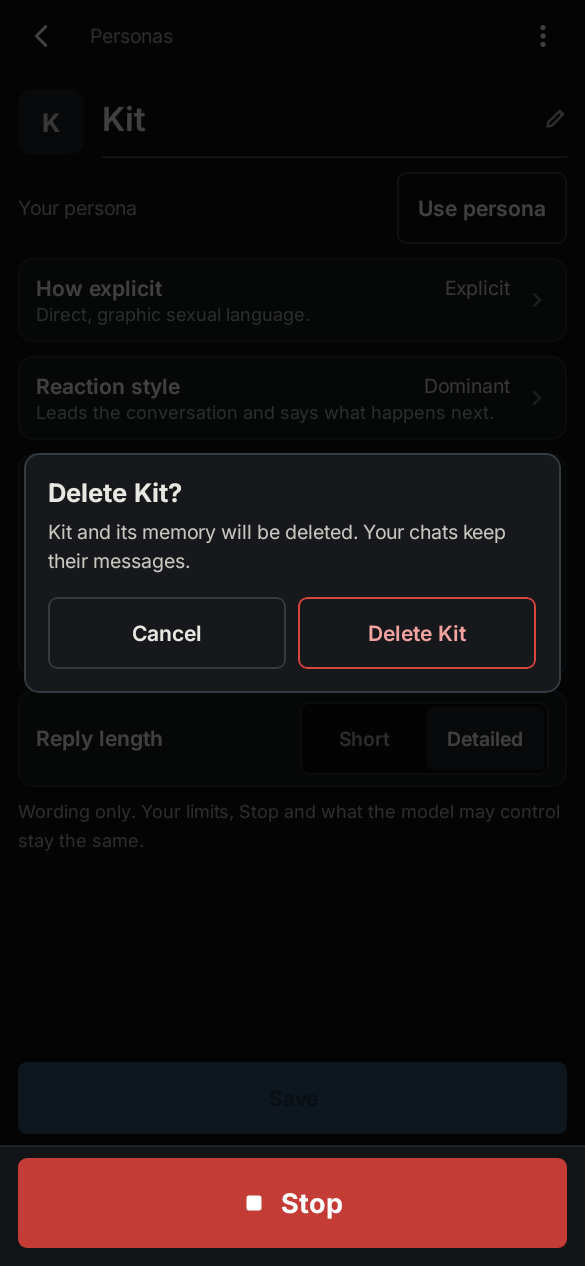 Personas
K
Kit
Your persona
Use persona
How explicit
Explicit
Direct, graphic sexual language.
Reaction style
Dominant
Leads the conversation and says what happens next.
Delete Kit?
Kit and its memory will be deleted. Your chats keep
their messages.
Cancel
Delete Kit
Reply length
Short
Detailed
Wording only. Your limits, Stop and what the model may control
stay the same.
Save
Stop